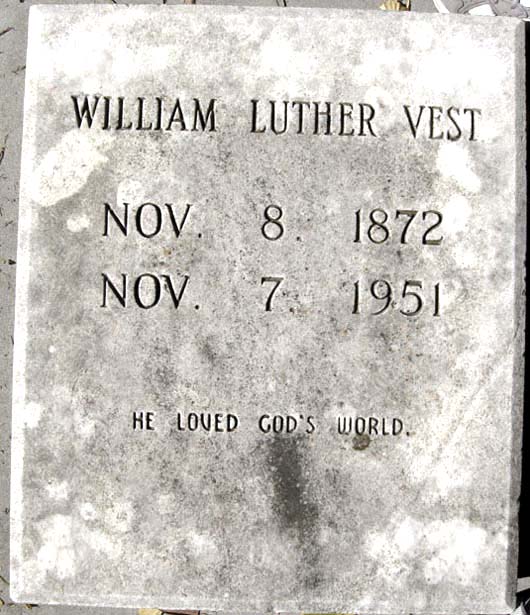 WILLIAM LUTHER VEST
NOV. 8. 1872
NOV. 7. 1951
HE LOVED GOD'S WORLD.